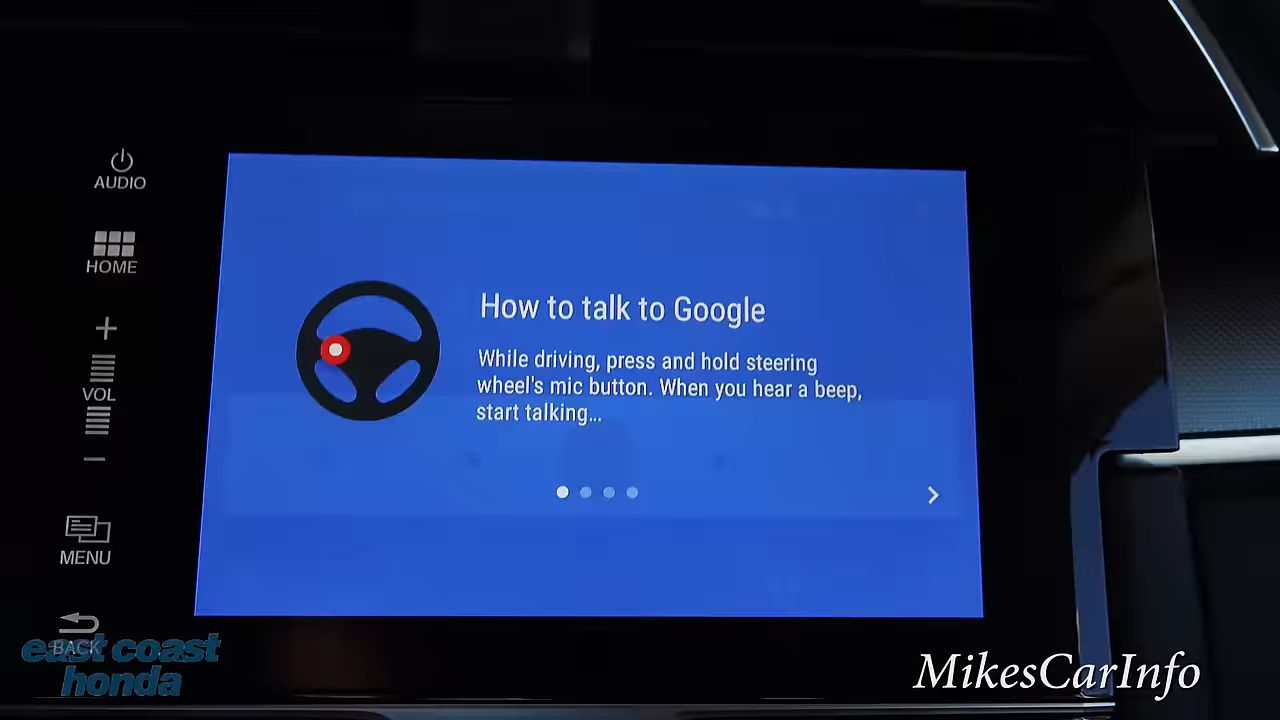 AUDIO
HOME
+
VOL
−
MENU
BACK
How to talk to Google
While driving, press and hold steering
wheel's mic button. When you hear a beep,
start talking...
east coast
honda
MikesCarInfo